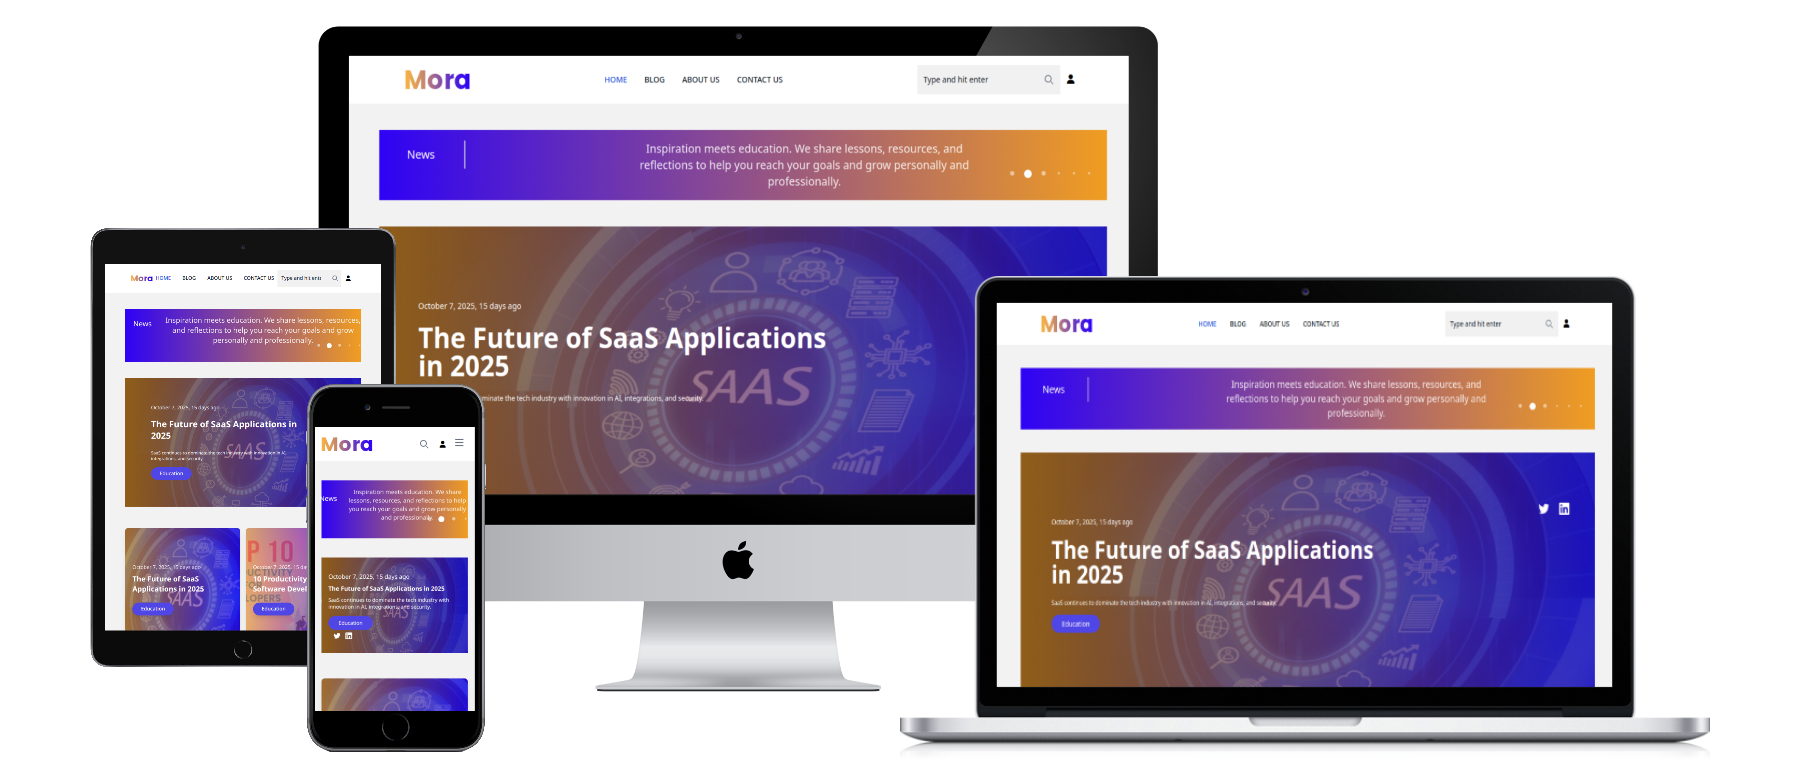 Mora
HOME BLOG ABOUT US CONTACT US
Type and hit enter
News
Inspiration meets education. We share lessons, resources, and
reflections to help you reach your goals and grow personally and
professionally.
October 7, 2025, 15 days ago
The Future of SaaS Applications
in 2025
minate the tech industry with innovation in AI, integrations, and security.
SAAS
Mora HOME BLOG ABOUT US CONTACT US
Type and hit ente
News
Inspiration meets education. We share lessons, resources,
and reflections to help you reach your goals and grow
personally and professionally.
October 7, 2025, 15 days ago
The Future of SaaS Applications in
2025
SaaS continues to dominate the tech industry with innovation in AI,
integrations, and security.
Education
SAAS
October 7, 2025, 15 days ago
The Future of SaaS
Applications in 2025
Education
SAAS
P 10
October 7, 2025, 15 da
10 Productivity
Software Devel
LOPERS
Education
Mora
News
Inspiration meets education. We share
lessons, resources, and reflections to help
you reach your goals and grow personally
and professionally.
October 7, 2025, 15 days ago
The Future of SaaS Applications in 2025
SaaS continues to dominate the tech industry with
innovation in AI, integrations, and security.
Education
SAAS
Mora
HOME BLOG ABOUT US CONTACT US
Type and hit enter
News
Inspiration meets education. We share lessons, resources, and
reflections to help you reach your goals and grow personally and
professionally.
October 7, 2025, 15 days ago
The Future of SaaS Applications
in 2025
SaaS continues to dominate the tech industry with innovation in AI, integrations, and security.
Education
SAAS